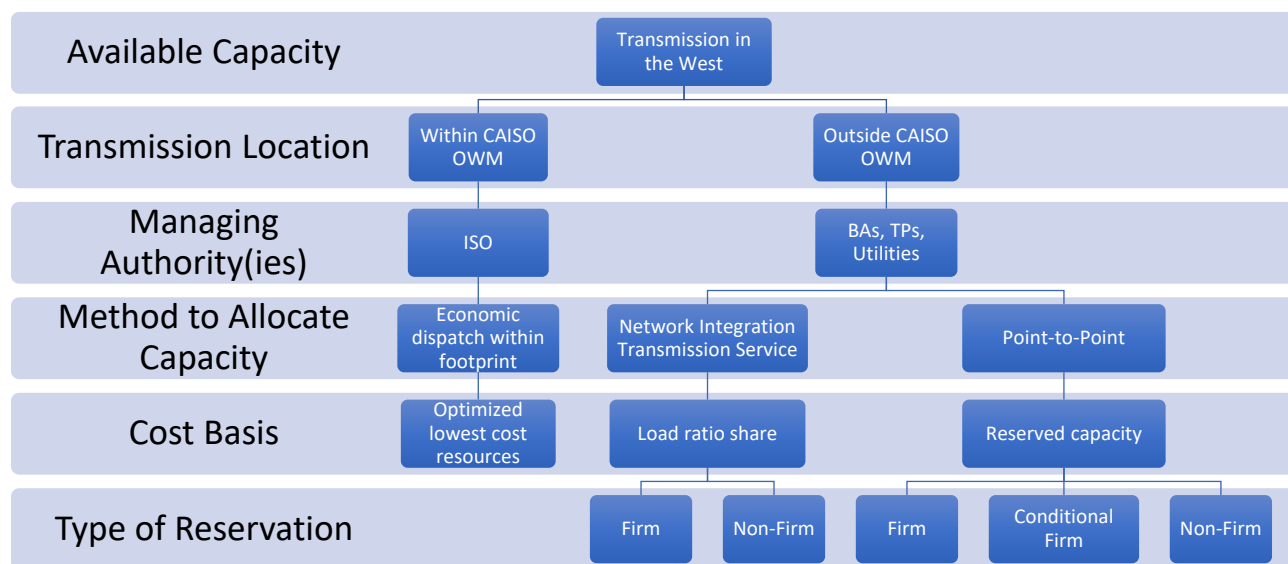 Available Capacity
Transmission in
the West
Transmission Location
Within CAISO
OWM
Outside CAISO
OWM
Managing
Authority(ies)
ISO
BAs, TPs,
Utilities
Method to Allocate
Capacity
Economic
dispatch within
footprint
Network Integration
Transmission Service
Point-to-Point
Cost Basis
Optimized
lowest cost
resources
Load ratio share
Reserved capacity
Type of Reservation
Firm
Non-Firm
Firm
Conditional
Firm
Non-Firm